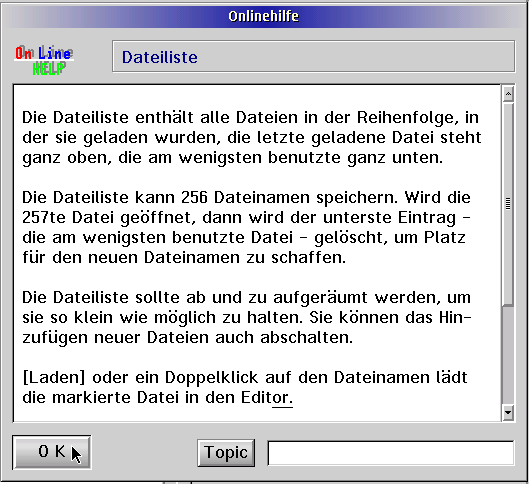 Onlinehilfe
On Line
HELP
Dateiliste
Die Dateiliste enthält alle Dateien in der Reihenfolge, in
der sie geladen wurden, die letzte geladene Datei steht
ganz oben, die am wenigsten benutzte ganz unten.
Die Dateiliste kann 256 Dateinamen speichern. Wird die
257te Datei geöffnet, dann wird der unterste Eintrag -
die am wenigsten benutzte Datei - gelöscht, um Platz
für den neuen Dateinamen zu schaffen.
Die Dateiliste sollte ab und zu aufgeräumt werden, um
sie so klein wie möglich zu halten. Sie können das Hin-
zufügen neuer Dateien auch abschalten.
[Laden] oder ein Doppelklick auf den Dateinamen lädt
die markierte Datei in den Editor.
O K
Topic